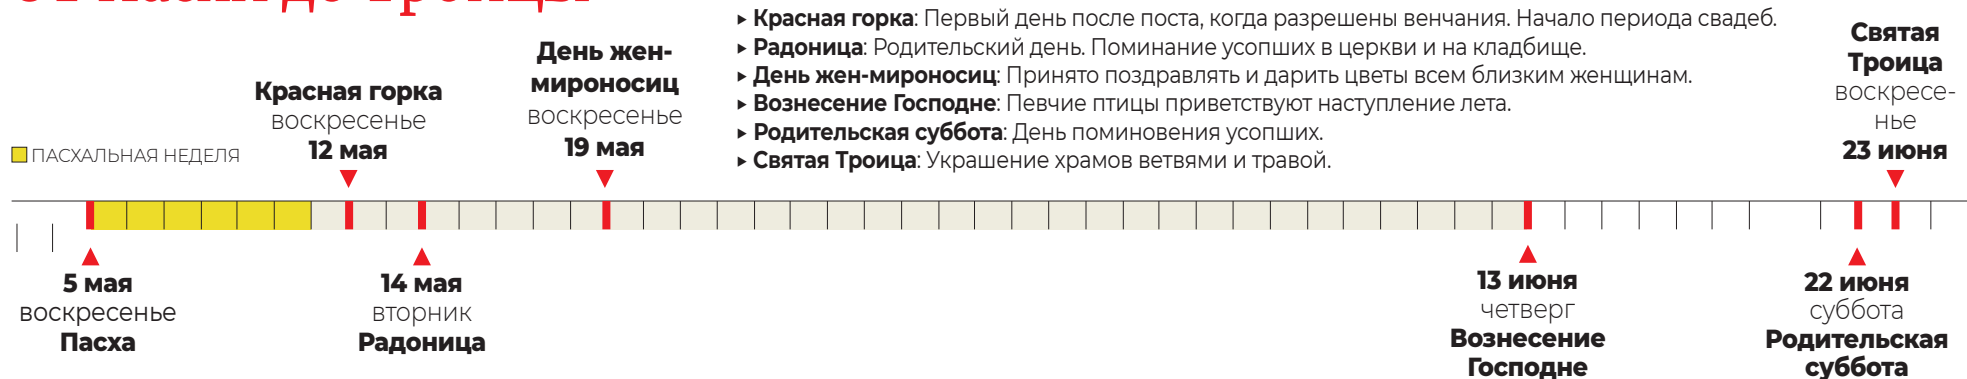 от Пасхи до Троицы
▸ Красная горка: Первый день после поста, когда разрешены венчания. Начало периода свадеб.
▸ Радоница: Родительский день. Поминание усопших в церкви и на кладбище.
▸ День жен-мироносиц: Принято поздравлять и дарить цветы всем близким женщинам.
▸ Вознесение Господне: Певчие птицы приветствуют наступление лета.
▸ Родительская суббота: День поминовения усопших.
▸ Святая Троица: Украшение храмов ветвями и травой.
ПАСХАЛЬНАЯ НЕДЕЛЯ
5 мая
воскресенье
Пасха
Красная горка
воскресенье
12 мая
14 мая
вторник
Радоница
День жен-
мироносиц
воскресенье
19 мая
13 июня
четверг
Вознесение
Господне
22 июня
суббота
Родительская
суббота
Святая
Троица
воскресе-
нье
23 июня